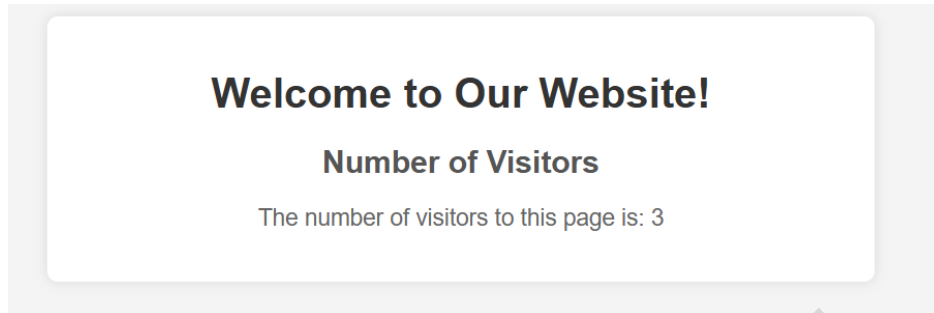 Welcome to Our Website!
Number of Visitors
The number of visitors to this page is: 3